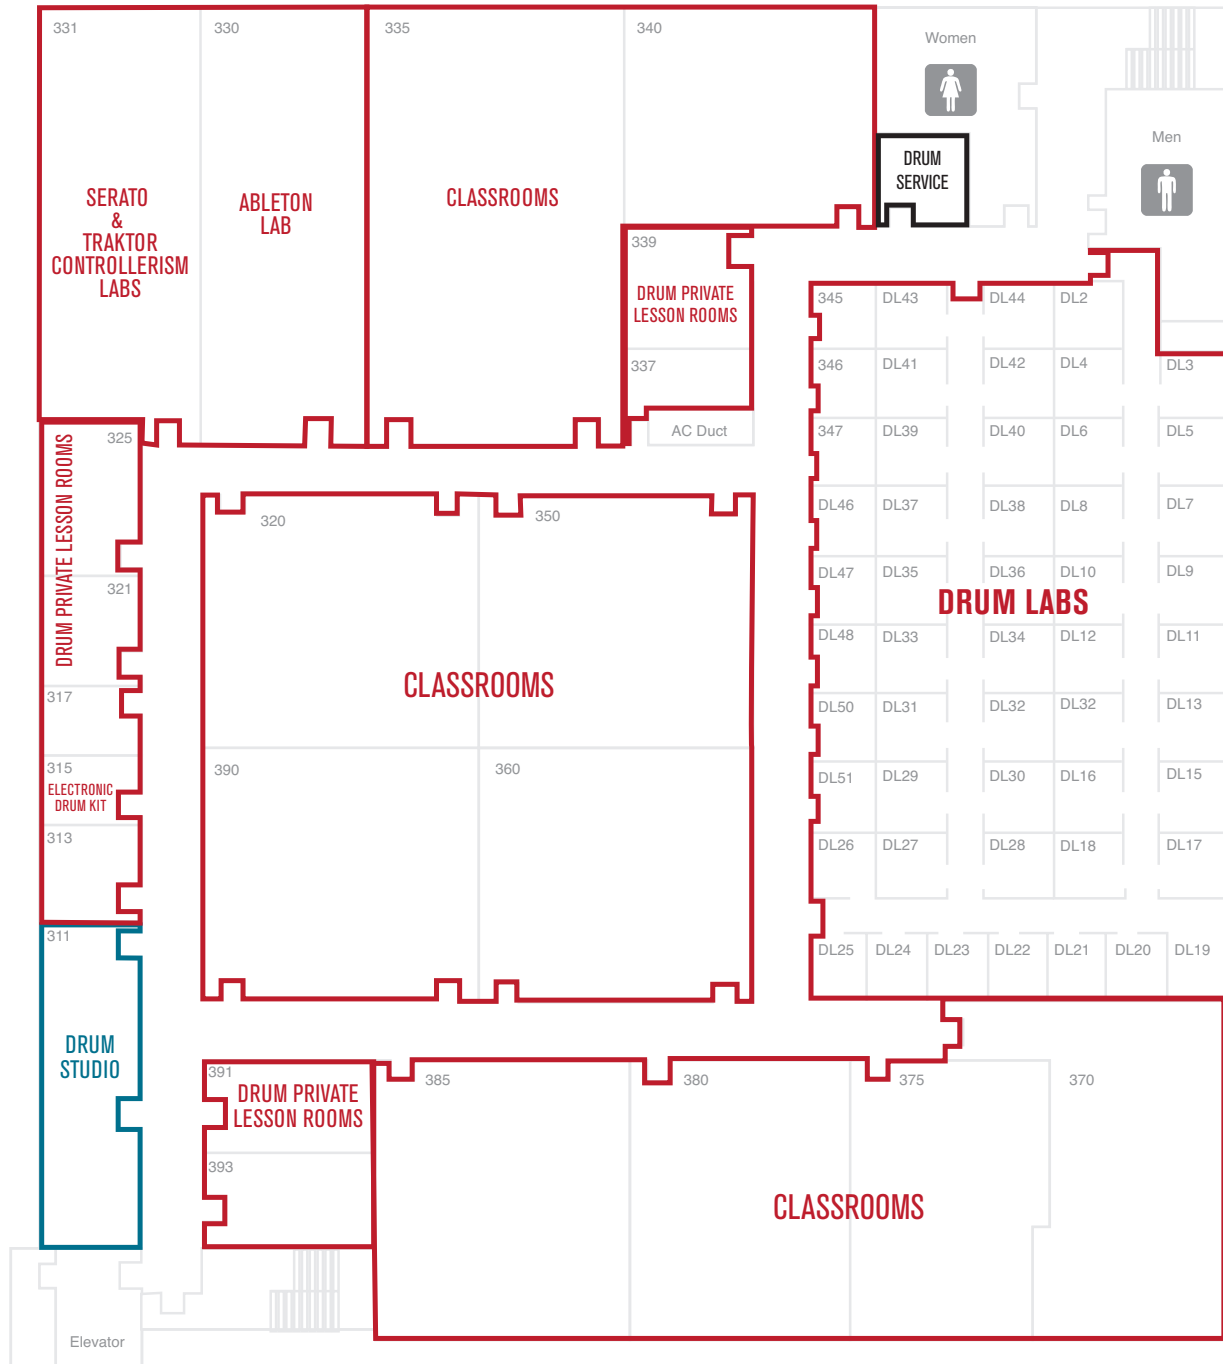 331
330
335
340
Women
Men
SERATO
&
TRAKTOR
CONTROLLERISM
LABS
ABLETON
LAB
CLASSROOMS
DRUM
SERVICE
339
DRUM PRIVATE
LESSON ROOMS
337
AC Duct
345
DL43
DL44
DL2
346
DL41
DL42
DL4
DL3
347
DL39
DL40
DL6
DL5
DL46
DL37
DL38
DL8
DL7
DL47
DL35
DL36
DL10
DL9
DRUM LABS
DL48
DL33
DL34
DL12
DL11
DL50
DL31
DL32
DL32
DL13
DL51
DL29
DL30
DL16
DL15
DL26
DL27
DL28
DL18
DL17
DL25
DL24
DL23
DL22
DL21
DL20
DL19
325
DRUM PRIVATE LESSON ROOMS
321
317
315
ELECTRONIC
DRUM KIT
313
320
350
CLASSROOMS
390
360
311
DRUM
STUDIO
391
DRUM PRIVATE
LESSON ROOMS
393
385
380
375
370
CLASSROOMS
Elevator